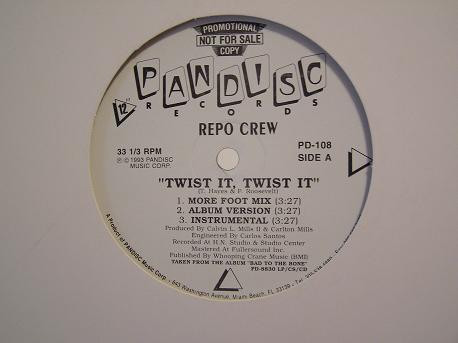 PROMOTIONAL
NOT FOR SALE
COPY
PANDISC
RECORDS
12"
REPO CREW
33 1/3 RPM
℗ © 1993 PANDISC
MUSIC CORP.
PD-108
SIDE A
"TWIST IT, TWIST IT"
(T. Hayes & P. Roosevelt)
1. MORE FOOT MIX (3:27)
2. ALBUM VERSION (3:27)
3. INSTRUMENTAL (3:27)
Produced By Calvin L. Mills II & Carlton Mills
Engineered By Carlos Santos
Recorded At H.N. Studio & Studio Center
Mastered At Fullersound Inc.
Published By Whooping Crane Music (BMI)
TAKEN FROM THE ALBUM "BAD TO THE BONE"
PD-8830 LP/CS/CD
A Product of PANDISC Music Corp. - 643 Washington Avenue, Miami Beach, FL 33139 -